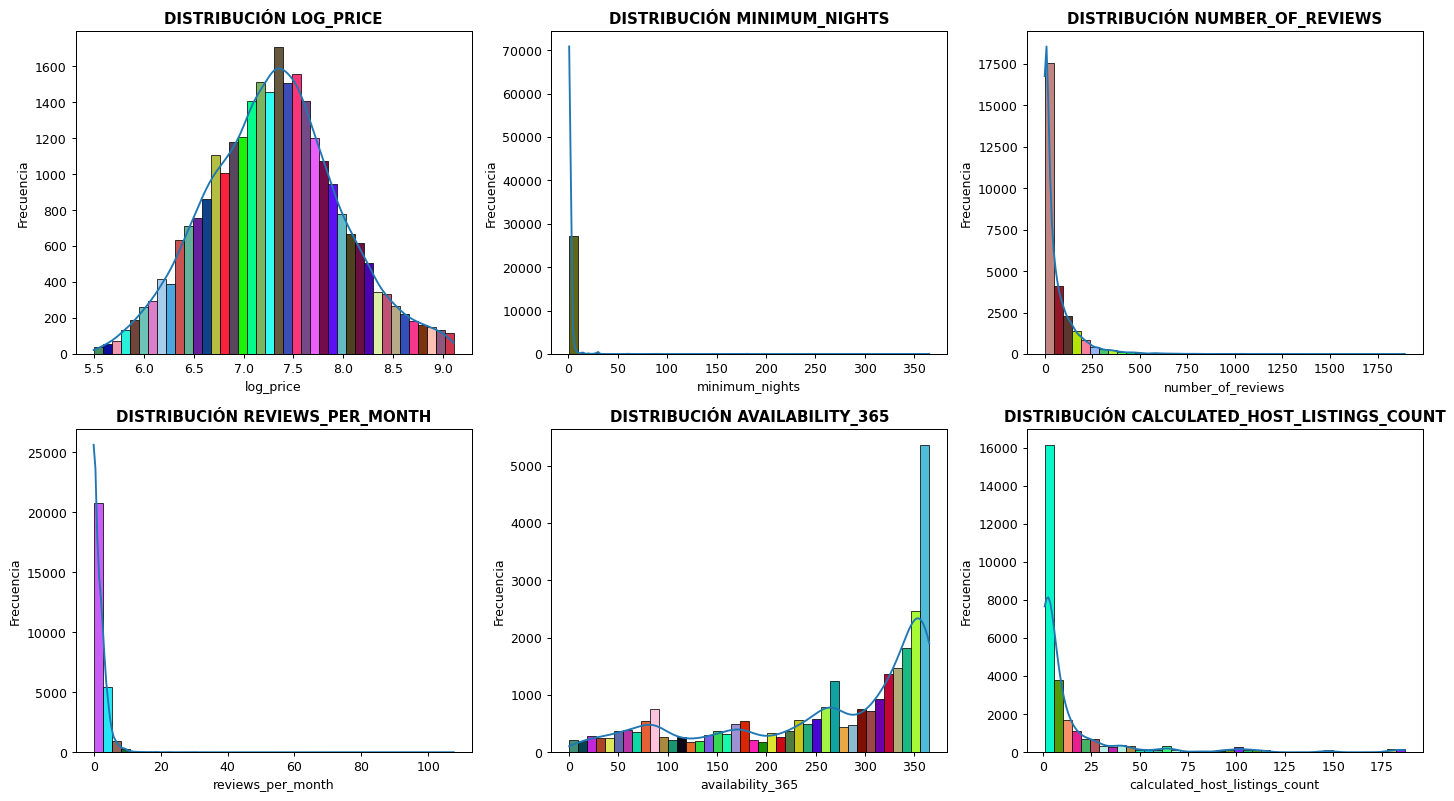 DISTRIBUCIÓN LOG_PRICE
Frecuencia
1600
1400
1200
1000
800
600
400
200
0
5.5 6.0 6.5 7.0 7.5 8.0 8.5 9.0
log_price
DISTRIBUCIÓN MINIMUM_NIGHTS
Frecuencia
70000
60000
50000
40000
30000
20000
10000
0
0 50 100 150 200 250 300 350
minimum_nights
DISTRIBUCIÓN NUMBER_OF_REVIEWS
Frecuencia
17500
15000
12500
10000
7500
5000
2500
0
0 250 500 750 1000 1250 1500 1750
number_of_reviews
DISTRIBUCIÓN REVIEWS_PER_MONTH
Frecuencia
25000
20000
15000
10000
5000
0
0 20 40 60 80 100
reviews_per_month
DISTRIBUCIÓN AVAILABILITY_365
Frecuencia
5000
4000
3000
2000
1000
0
0 50 100 150 200 250 300 350
availability_365
DISTRIBUCIÓN CALCULATED_HOST_LISTINGS_COUNT
Frecuencia
16000
14000
12000
10000
8000
6000
4000
2000
0
0 25 50 75 100 125 150 175
calculated_host_listings_count